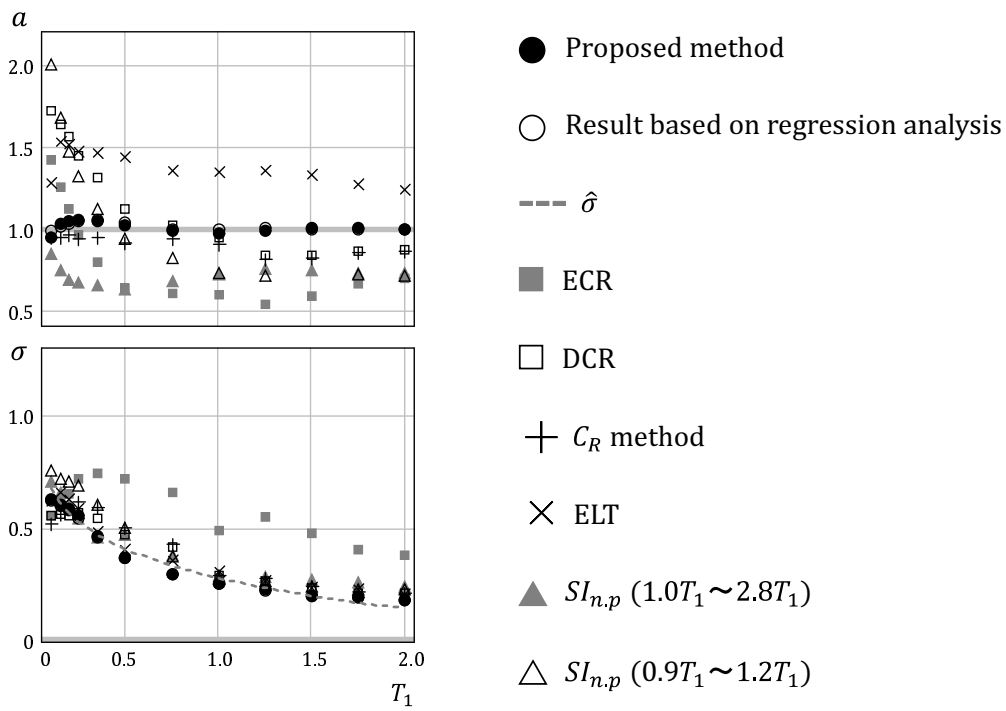 a
2.0
1.5
1.0
0.5
σ
1.0
0.5
0
0 0.5 1.0 1.5 2.0
T₁
Proposed method
Result based on regression analysis
σ̂
ECR
DCR
C_R method
ELT
SI_{n.p} (1.0T₁～2.8T₁)
SI_{n.p} (0.9T₁～1.2T₁)